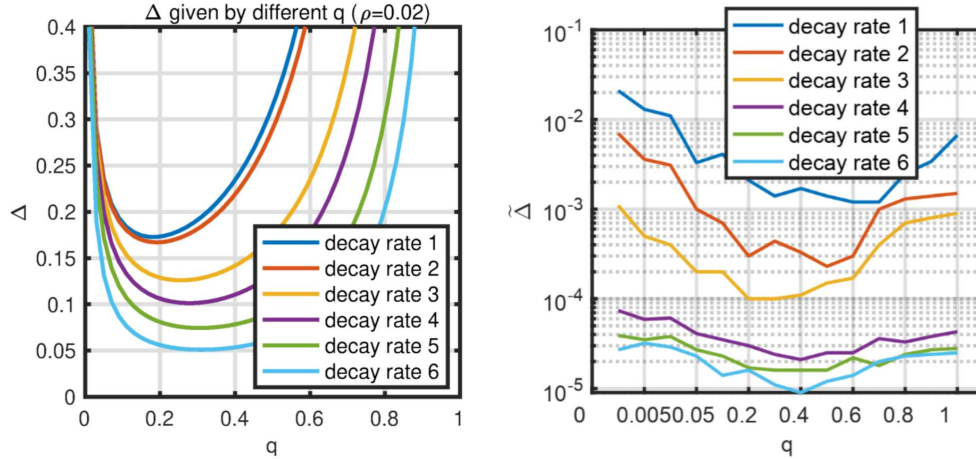 Δ given by different q (ρ=0.02)
0.4
0.35
0.3
0.25
0.2
0.15
0.1
0.05
0
Δ
decay rate 1
decay rate 2
decay rate 3
decay rate 4
decay rate 5
decay rate 6
0 0.2 0.4 0.6 0.8 1
q
10⁻¹
10⁻²
10⁻³
10⁻⁴
10⁻⁵
Δ̃
decay rate 1
decay rate 2
decay rate 3
decay rate 4
decay rate 5
decay rate 6
0 0.0050.05 0.2 0.4 0.6 0.8 1
q